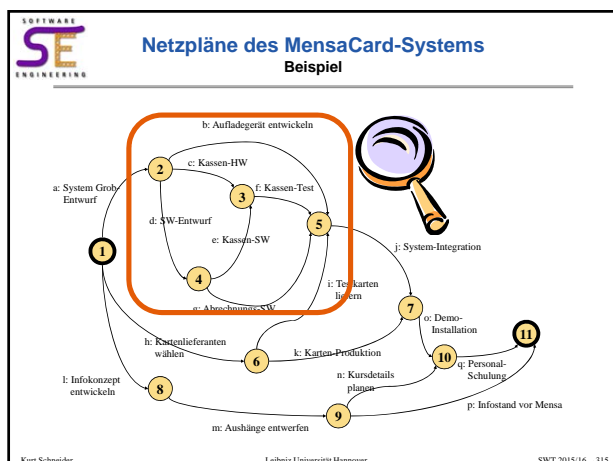 SOFTWARE
SE
ENGINEERING
Netzpläne des MensaCard-Systems
Beispiel
b: Aufladegerät entwickeln
2
c: Kassen-HW
a: System Grob-
Entwurf
3
f: Kassen-Test
d: SW-Entwurf
5
e: Kassen-SW
1
j: System-Integration
4
i: Testkarten
liefern
g: Abrechnungs-SW
7
o: Demo-
Installation
h: Kartenlieferanten
wählen
11
6
k: Karten-Produktion
10
q: Personal-
Schulung
n: Kursdetails
planen
l: Infokonzept
entwickeln
8
p: Infostand vor Mensa
9
m: Aushänge entwerfen
Kurt Schneider
Leibniz Universität Hannover
SWT 2015/16 315